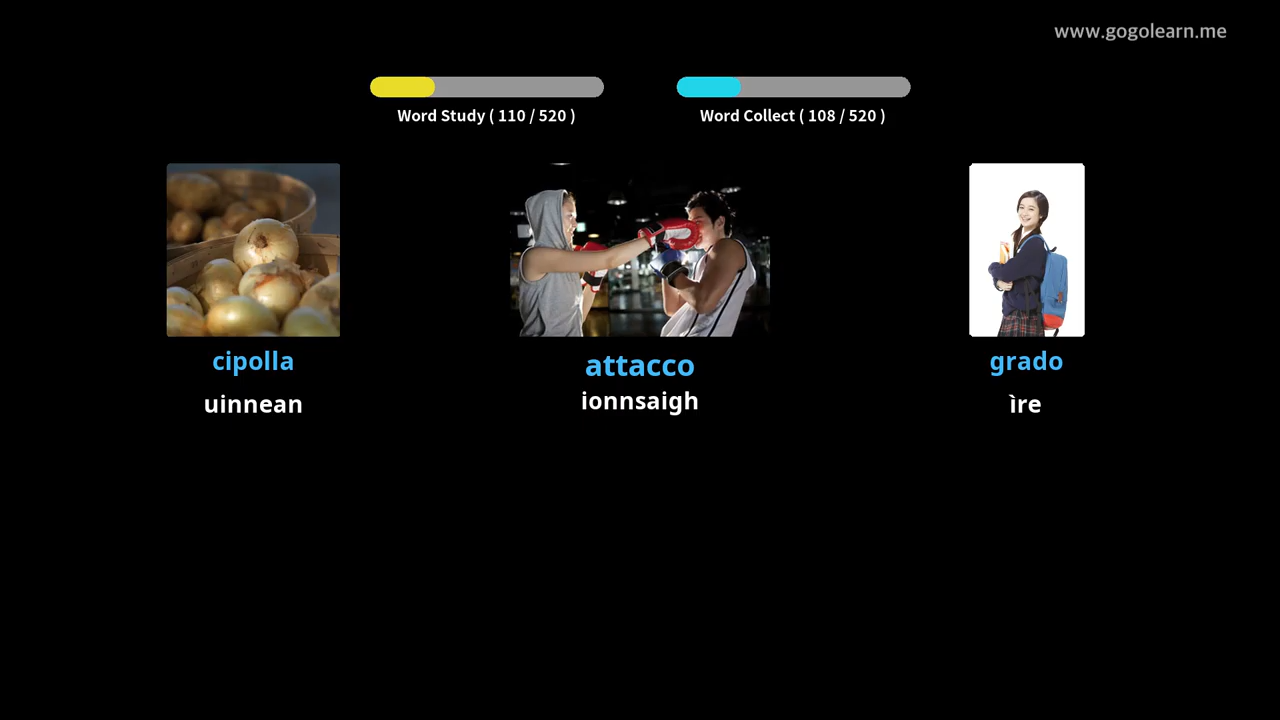 www.gogolearn.me
Word Study ( 110 / 520 )
Word Collect ( 108 / 520 )
cipolla
uinnean
attacco
ionnsaigh
grado
ìre